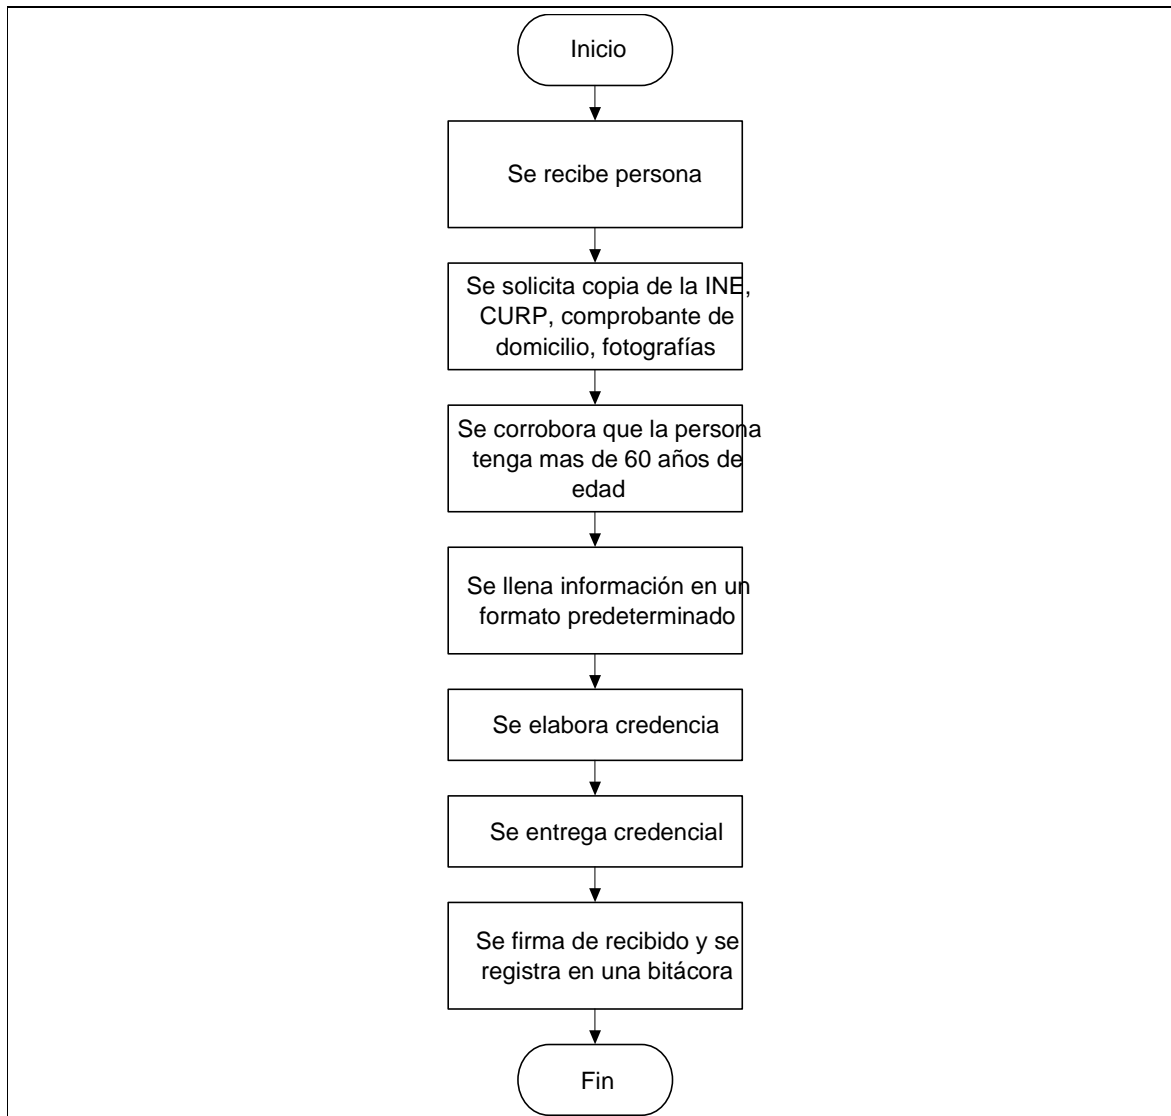 Inicio
Se recibe persona
Se solicita copia de la INE,
CURP, comprobante de
domicilio, fotografías
Se corrobora que la persona
tenga mas de 60 años de
edad
Se llena información en un
formato predeterminado
Se elabora credencia
Se entrega credencial
Se firma de recibido y se
registra en una bitácora
Fin